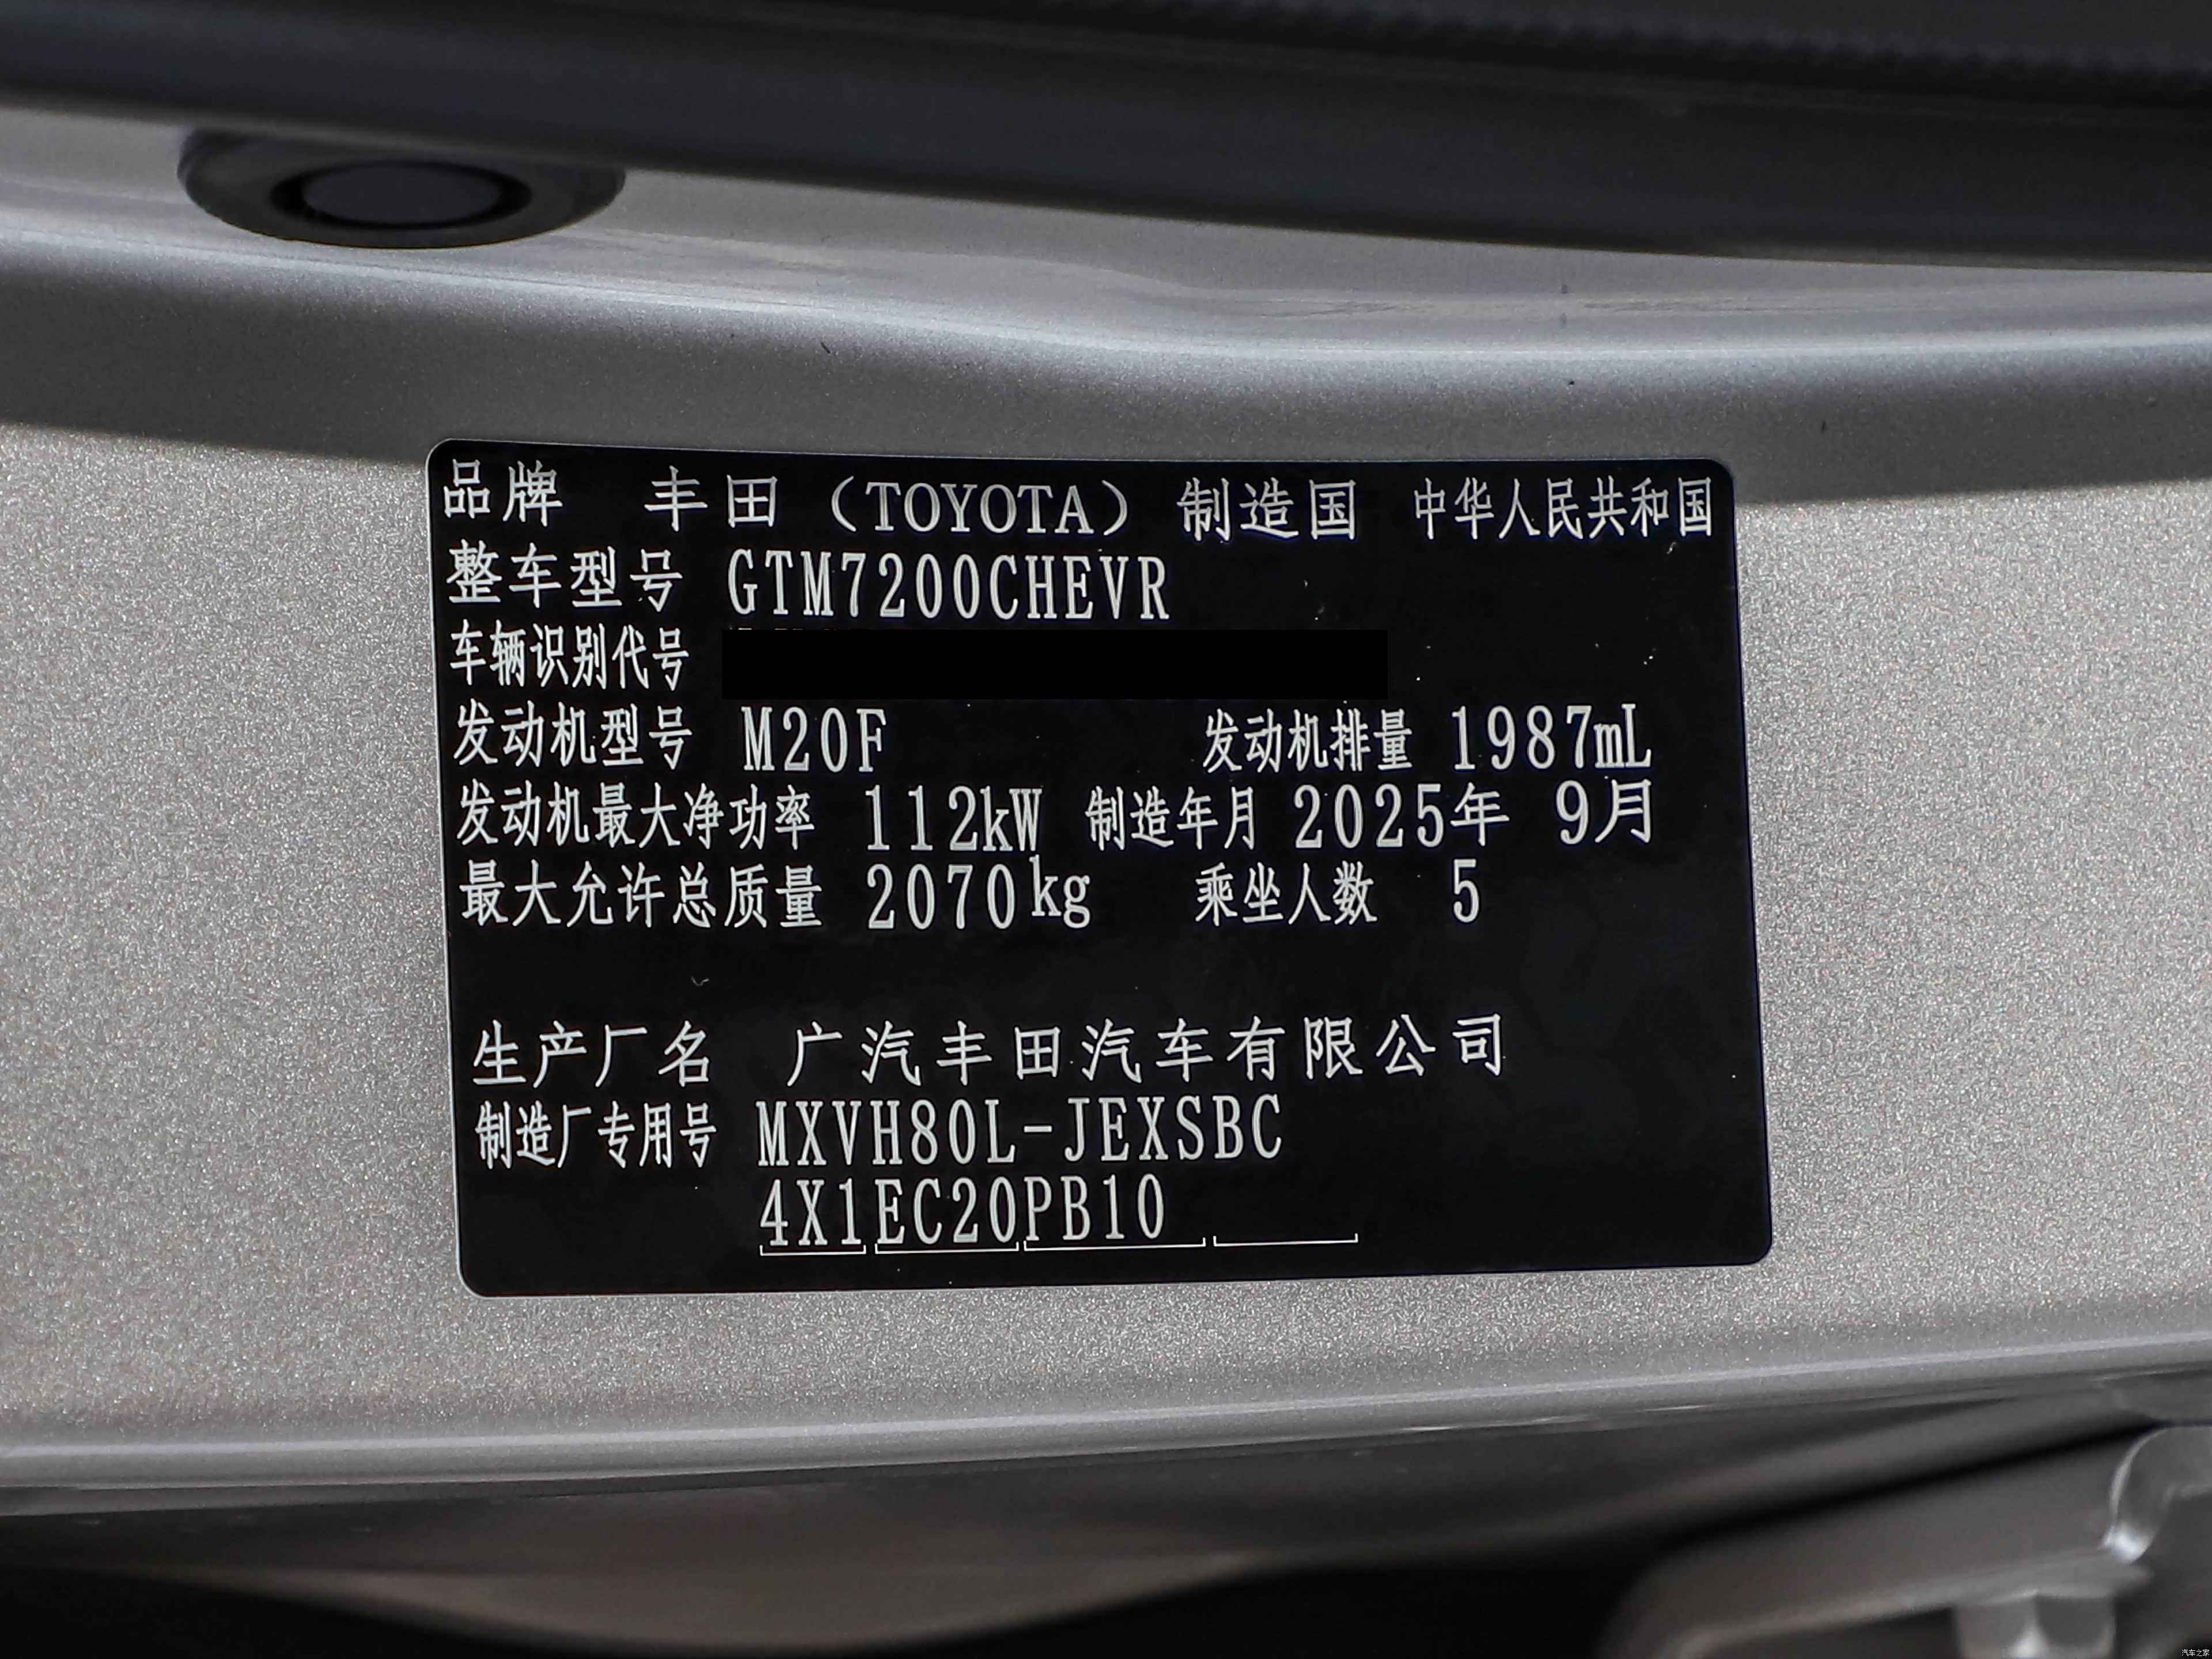 品牌 丰田（TOYOTA） 制造国 中华人民共和国
整车型号 GTM7200CHEVR
车辆识别代号
发动机型号 M20F 发动机排量 1987mL
发动机最大净功率 112kW 制造年月 2025年 9月
最大允许总质量 2070kg 乘坐人数 5
生产厂名 广汽丰田汽车有限公司
制造厂专用号 MXVH80L-JEXSBC
4X1EC20PB10
汽车之家